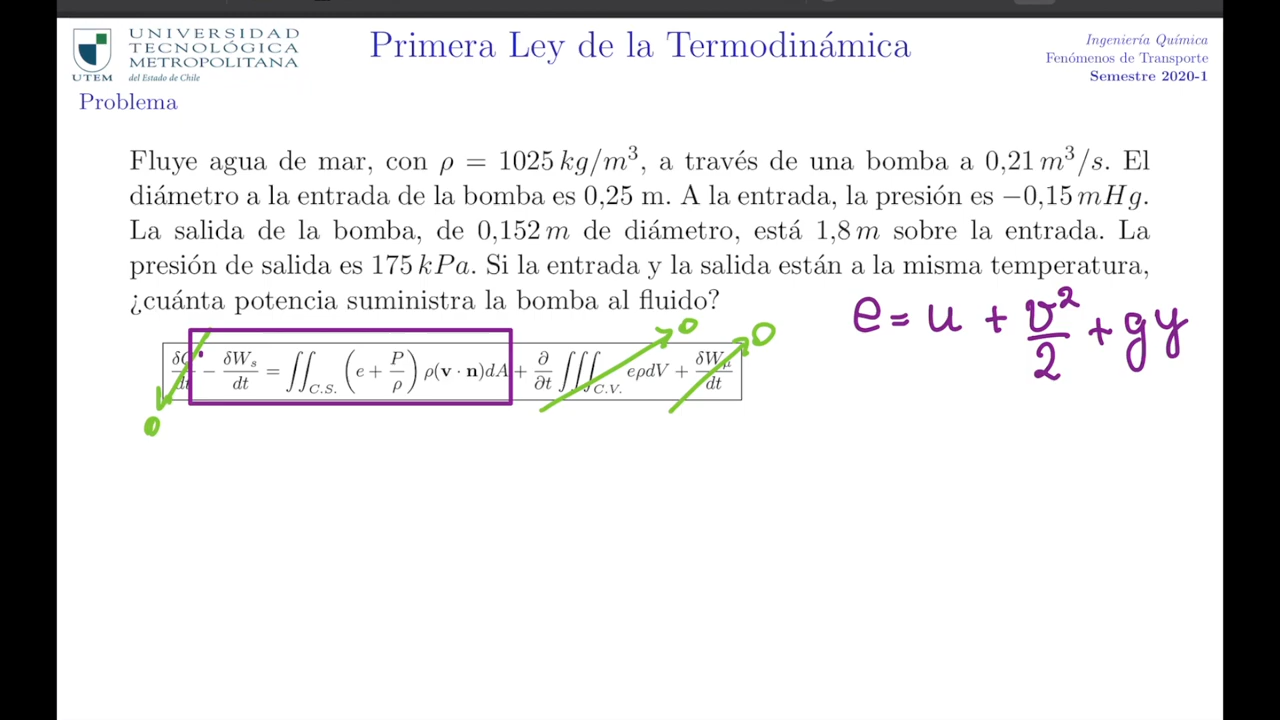 UNIVERSIDAD
TECNOLÓGICA
METROPOLITANA
del Estado de Chile
UTEM
Primera Ley de la Termodinámica
Ingeniería Química
Fenómenos de Transporte
Semestre 2020-1
Problema
Fluye agua de mar, con ρ = 1025 kg/m³, a través de una bomba a 0,21 m³/s. El
diámetro a la entrada de la bomba es 0,25 m. A la entrada, la presión es −0,15 mHg.
La salida de la bomba, de 0,152 m de diámetro, está 1,8 m sobre la entrada. La
presión de salida es 175 kPa. Si la entrada y la salida están a la misma temperatura,
¿cuánta potencia suministra la bomba al fluido?
e = u + v²/2 + gy
δQ/dt − δWs/dt = ∬C.S. (e + P/ρ) ρ(v · n)dA + ∂/∂t ∭C.V. eρdV + δWμ/dt
0
0
0